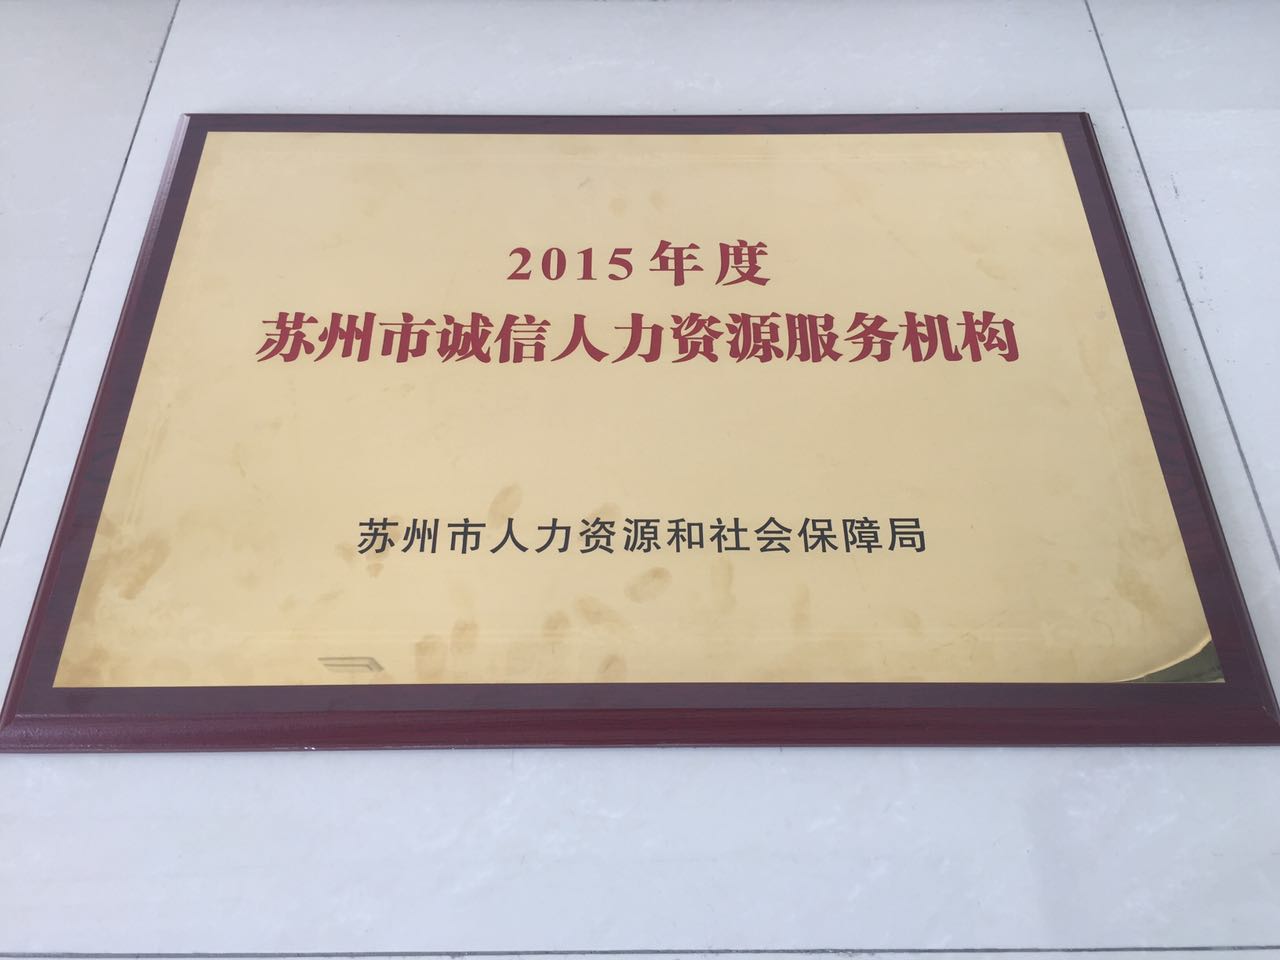 2015年度
苏州市诚信人力资源服务机构
苏州市人力资源和社会保障局